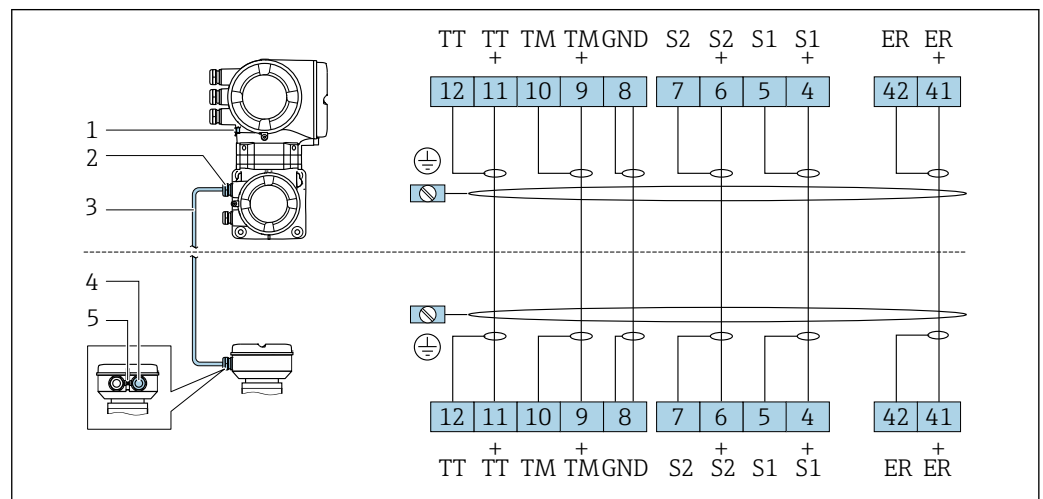 TT TT TM TM GND S2 S2 S1 S1 ER ER
+ + + + +
12 11 10 9 8 7 6 5 4 42 41
1
2
3
4
5
12 11 10 9 8 7 6 5 4 42 41
+ + + + +
TT TT TM TM GND S2 S2 S1 S1 ER ER